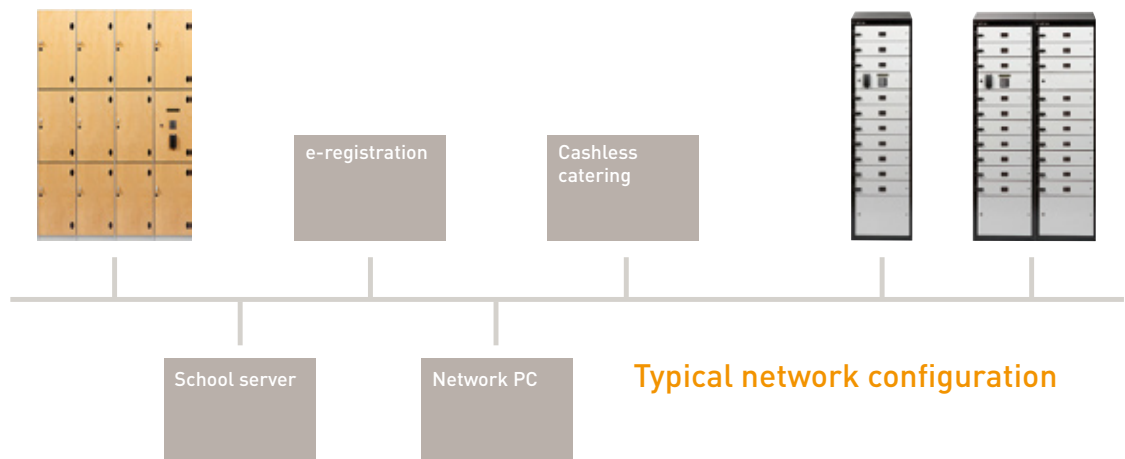 e-registration
Cashless
catering
School server
Network PC
Typical network configuration